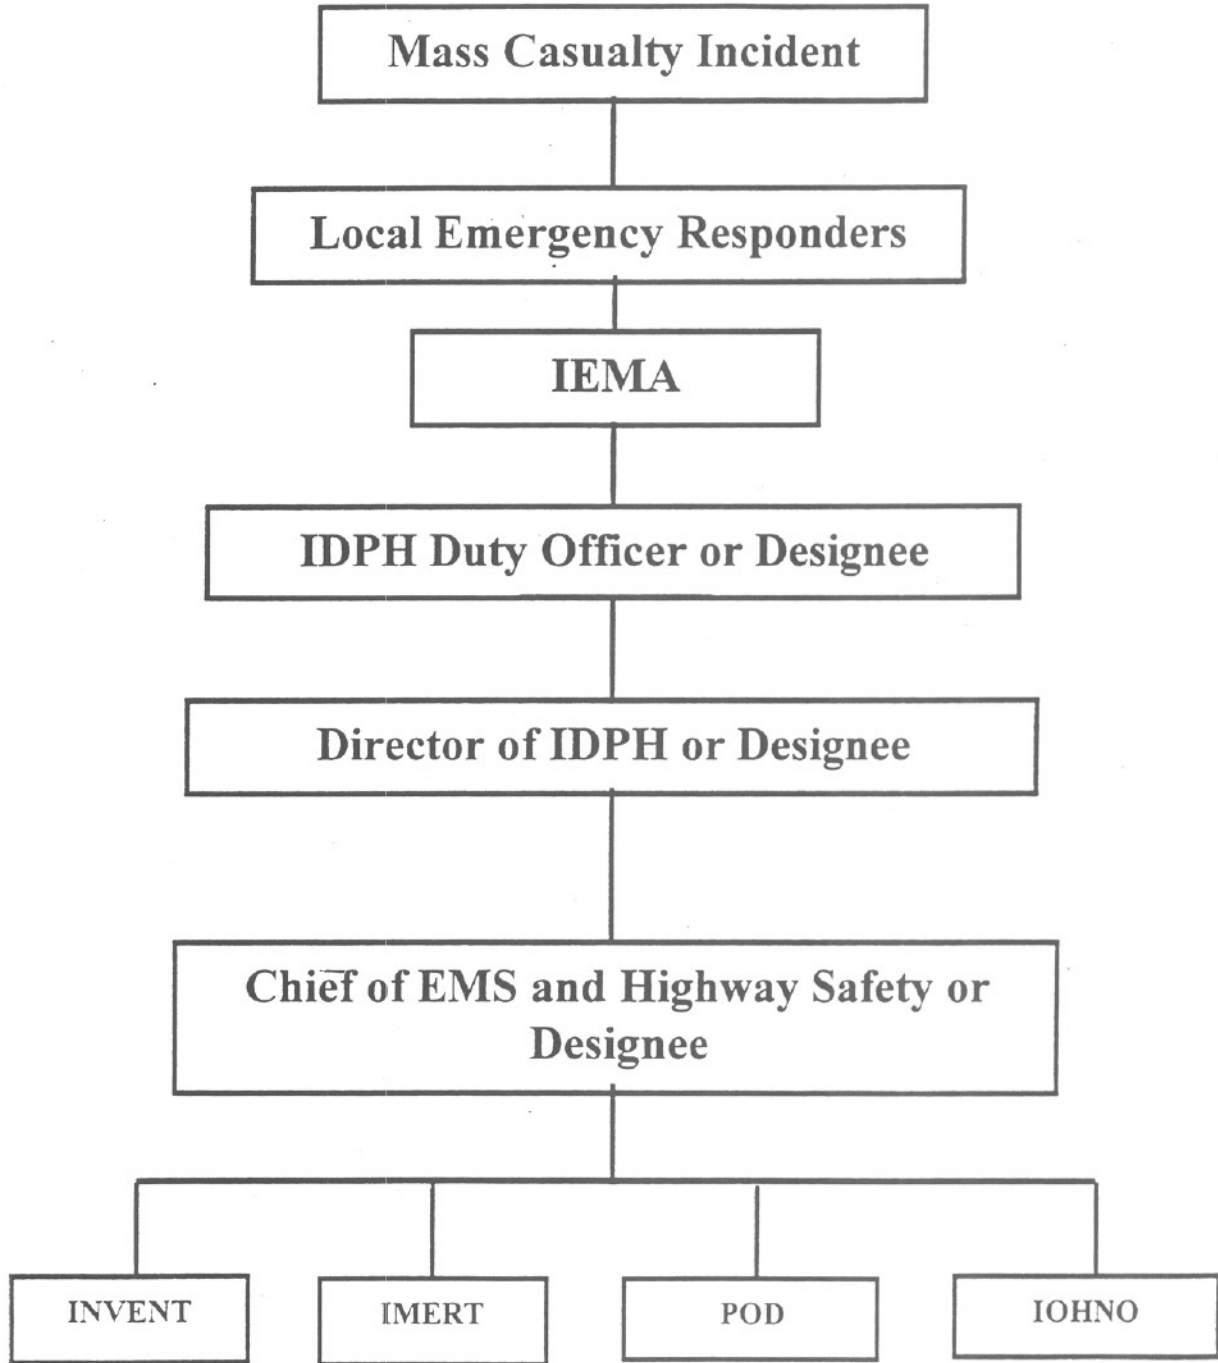 Mass Casualty Incident
Local Emergency Responders
IEMA
IDPH Duty Officer or Designee
Director of IDPH or Designee
Chief of EMS and Highway Safety or
Designee
INVENT
IMERT
POD
IOHNO